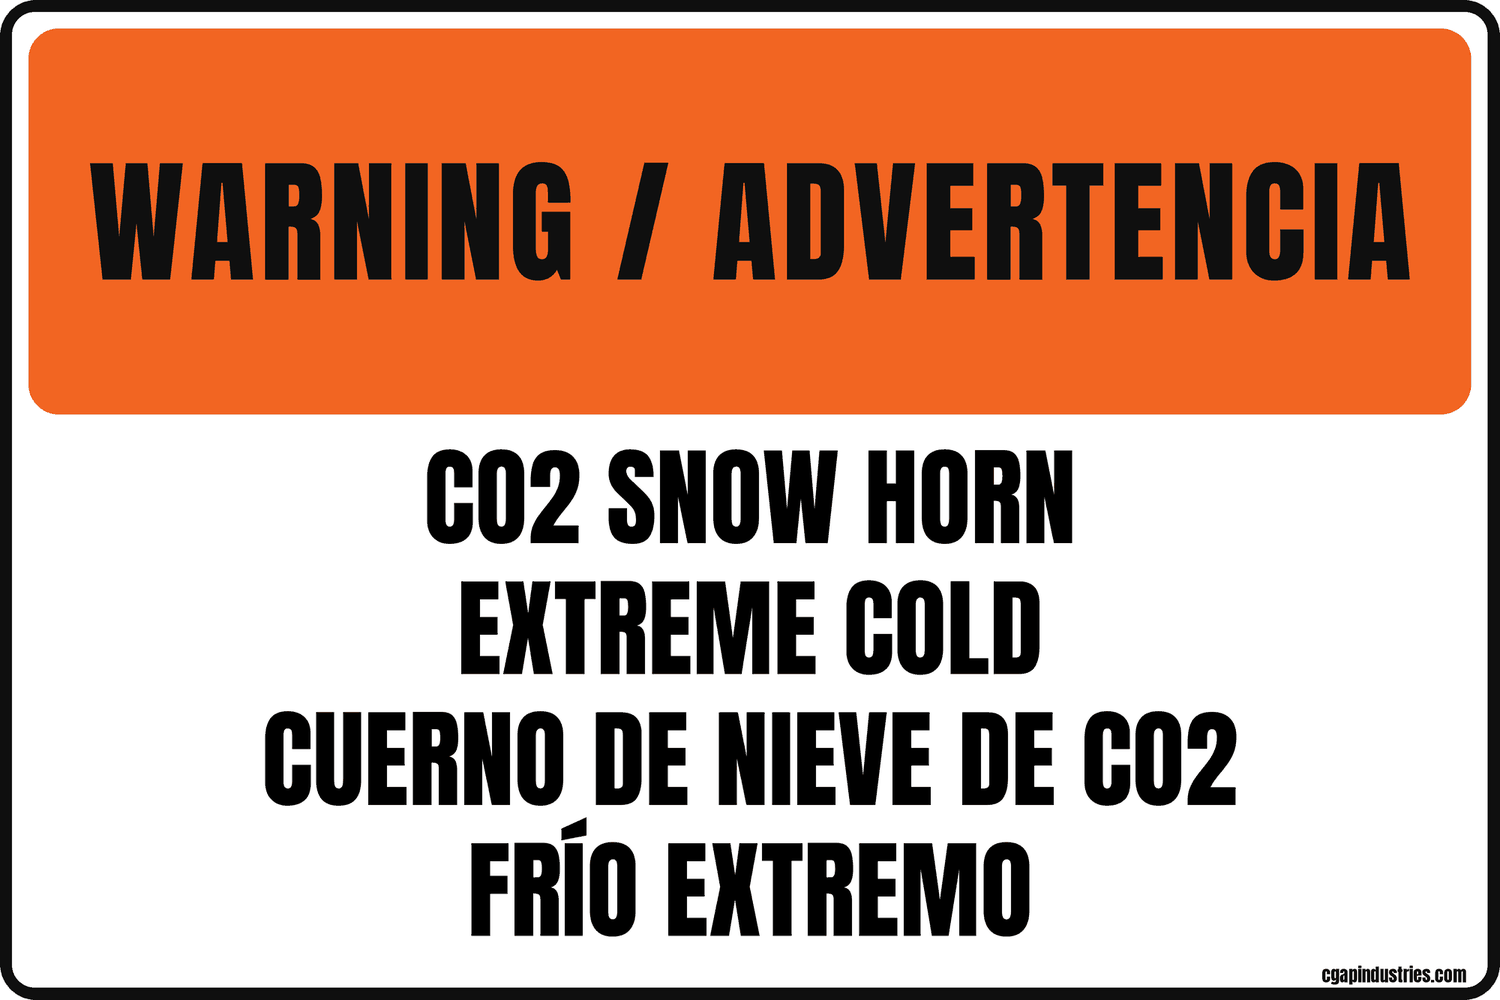 WARNING / ADVERTENCIA
CO2 SNOW HORN
EXTREME COLD
CUERNO DE NIEVE DE CO2
FRÍO EXTREMO
cgapindustries.com